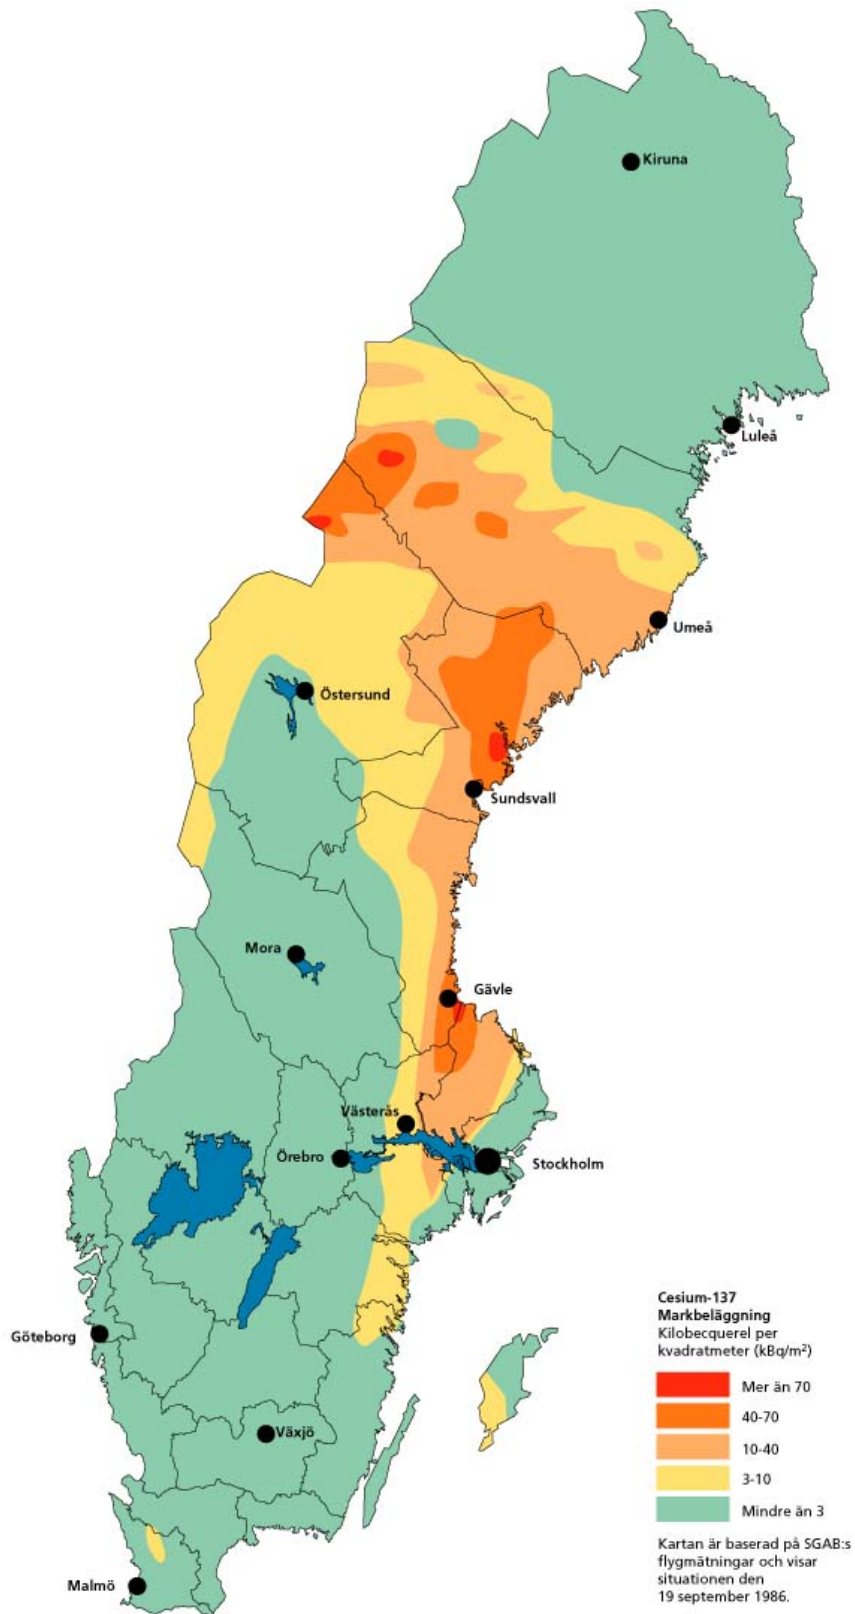 Kiruna
Luleå
Umeå
Östersund
Sundsvall
Mora
Gävle
Västerås
Örebro
Stockholm
Göteborg
Växjö
Malmö
Cesium-137
Markbeläggning
Kilobecquerel per
kvadratmeter (kBq/m²)
Mer än 70
40-70
10-40
3-10
Mindre än 3
Kartan är baserad på SGAB:s
flygmätningar och visar
situationen den
19 september 1986.